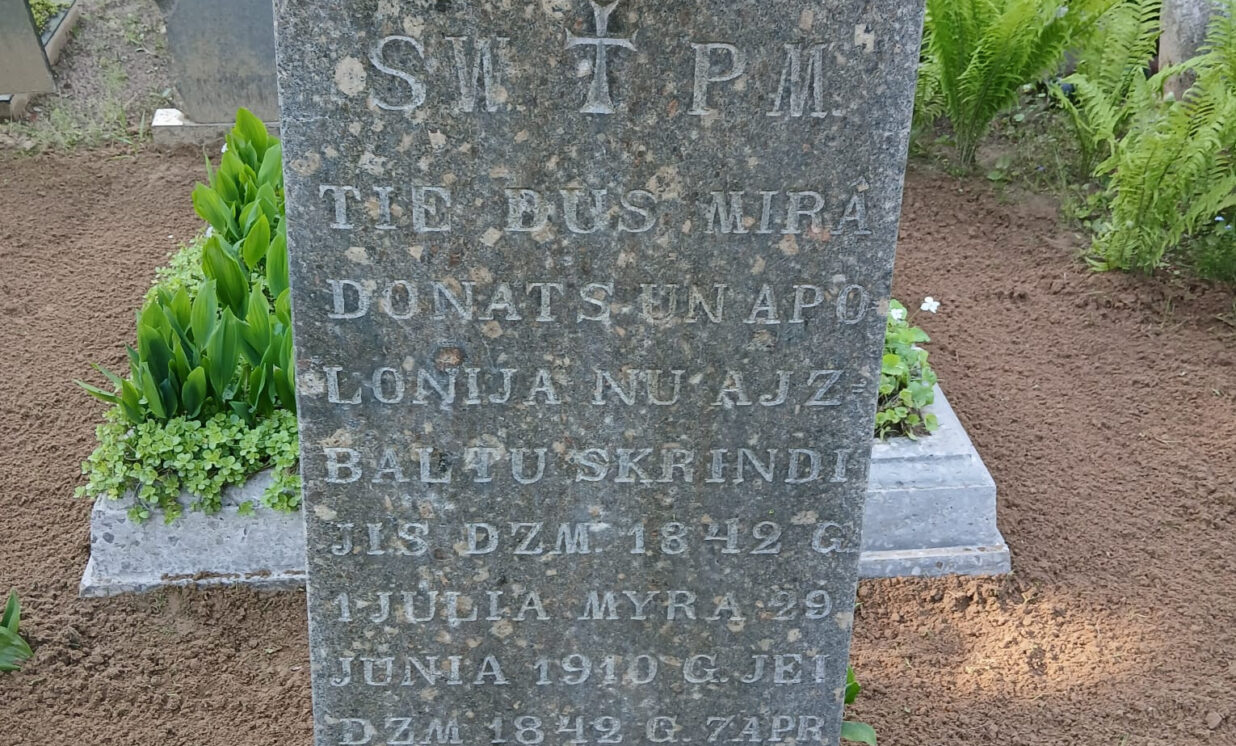 SW PM
TIE DUS MIRA
DONATS UN APO
LONIJA NU AJZ-
BALTU SKRINDI
JIS DZM. 1842 G.
1 JULIA MYRA 29
JUNIA 1910 G. JEI
DZM. 1842 G. 7 APR